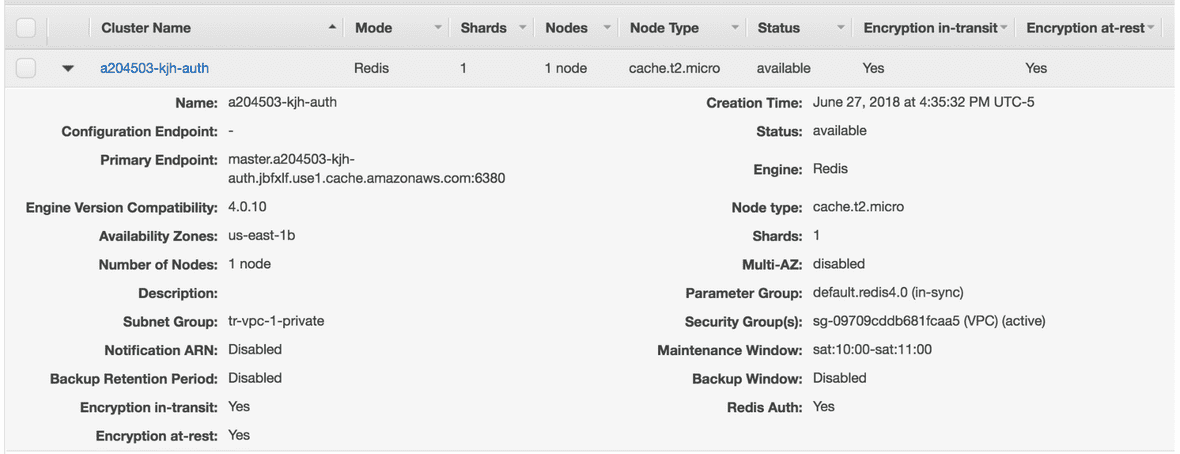 Cluster Name Mode Shards Nodes Node Type Status Encryption in-transit Encryption at-rest
a204503-kjh-auth Redis 1 1 node cache.t2.micro available Yes Yes
Name: a204503-kjh-auth Creation Time: June 27, 2018 at 4:35:32 PM UTC-5
Configuration Endpoint: - Status: available
Primary Endpoint: master.a204503-kjh-
auth.jbfxlf.use1.cache.amazonaws.com:6380 Engine: Redis
Engine Version Compatibility: 4.0.10 Node type: cache.t2.micro
Availability Zones: us-east-1b Shards: 1
Number of Nodes: 1 node Multi-AZ: disabled
Description: Parameter Group: default.redis4.0 (in-sync)
Subnet Group: tr-vpc-1-private Security Group(s): sg-09709cddb681fcaa5 (VPC) (active)
Notification ARN: Disabled Maintenance Window: sat:10:00-sat:11:00
Backup Retention Period: Disabled Backup Window: Disabled
Encryption in-transit: Yes Redis Auth: Yes
Encryption at-rest: Yes